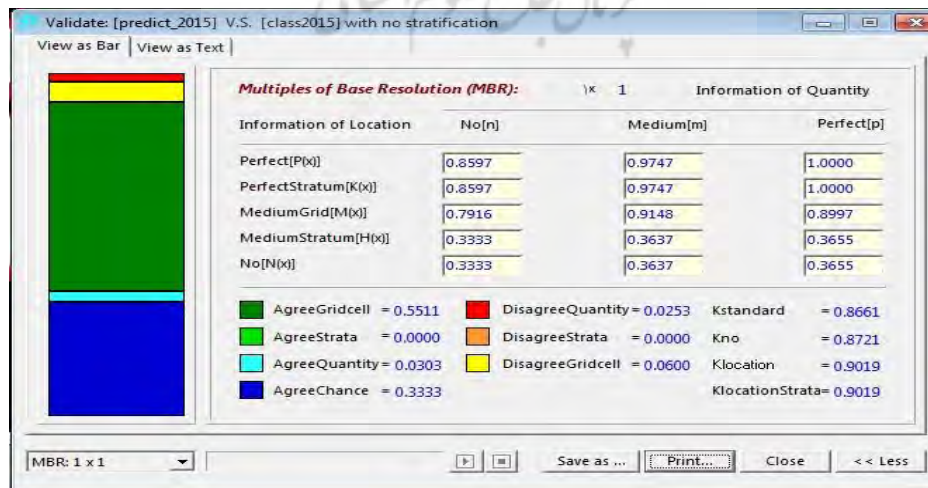 Validate: [predict_2015] V.S. [class2015] with no stratification
View as Bar View as Text
Multiples of Base Resolution (MBR): )x 1 Information of Quantity
Information of Location No[n] Medium[m] Perfect[p]
Perfect[P(x)] 0.8597 0.9747 1.0000
PerfectStratum[K(x)] 0.8597 0.9747 1.0000
MediumGrid[M(x)] 0.7916 0.9148 0.8997
MediumStratum[H(x)] 0.3333 0.3637 0.3655
No[N(x)] 0.3333 0.3637 0.3655
AgreeGridcell = 0.5511 DisagreeQuantity = 0.0253 Kstandard = 0.8661
AgreeStrata = 0.0000 DisagreeStrata = 0.0000 Kno = 0.8721
AgreeQuantity = 0.0303 DisagreeGridcell = 0.0600 Klocation = 0.9019
AgreeChance = 0.3333 KlocationStrata= 0.9019
MBR: 1 x 1 Save as ... Print... Close << Less